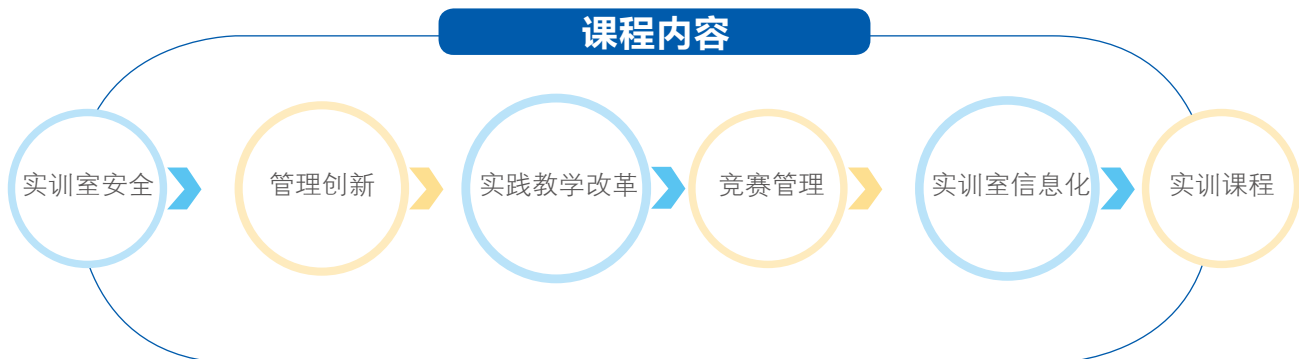 课程内容
实训室安全
管理创新
实践教学改革
竞赛管理
实训室信息化
实训课程